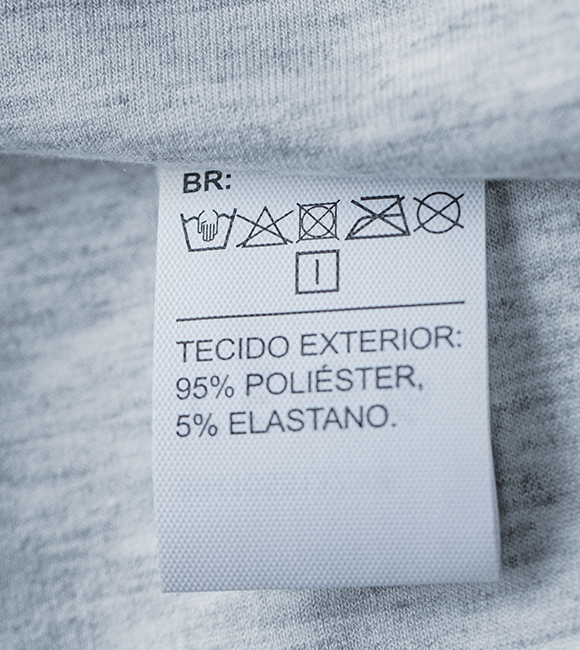 BR:
TECIDO EXTERIOR:
95% POLIÉSTER,
5% ELASTANO.